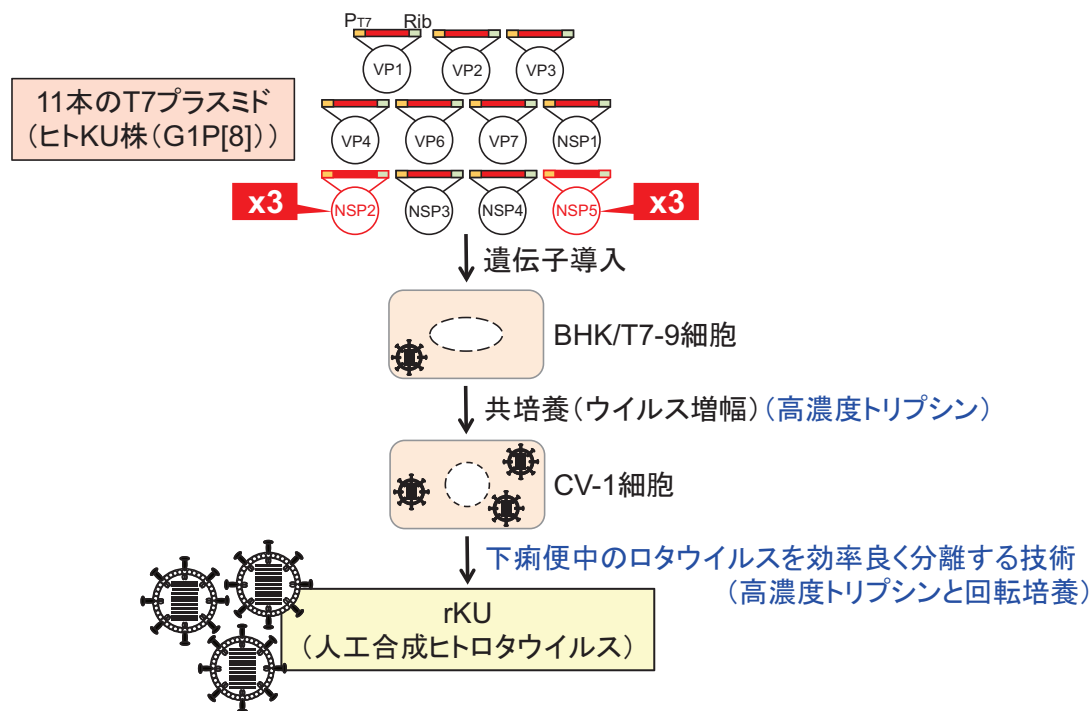 PT7 Rib
VP1 VP2 VP3
11本のT7プラスミド
（ヒトKU株（G1P[8]））
VP4 VP6 VP7 NSP1
x3 NSP2 NSP3 NSP4 NSP5 x3
遺伝子導入
BHK/T7-9細胞
共培養（ウイルス増幅）（高濃度トリプシン）
CV-1細胞
下痢便中のロタウイルスを効率良く分離する技術
（高濃度トリプシンと回転培養）
rKU
（人工合成ヒトロタウイルス）